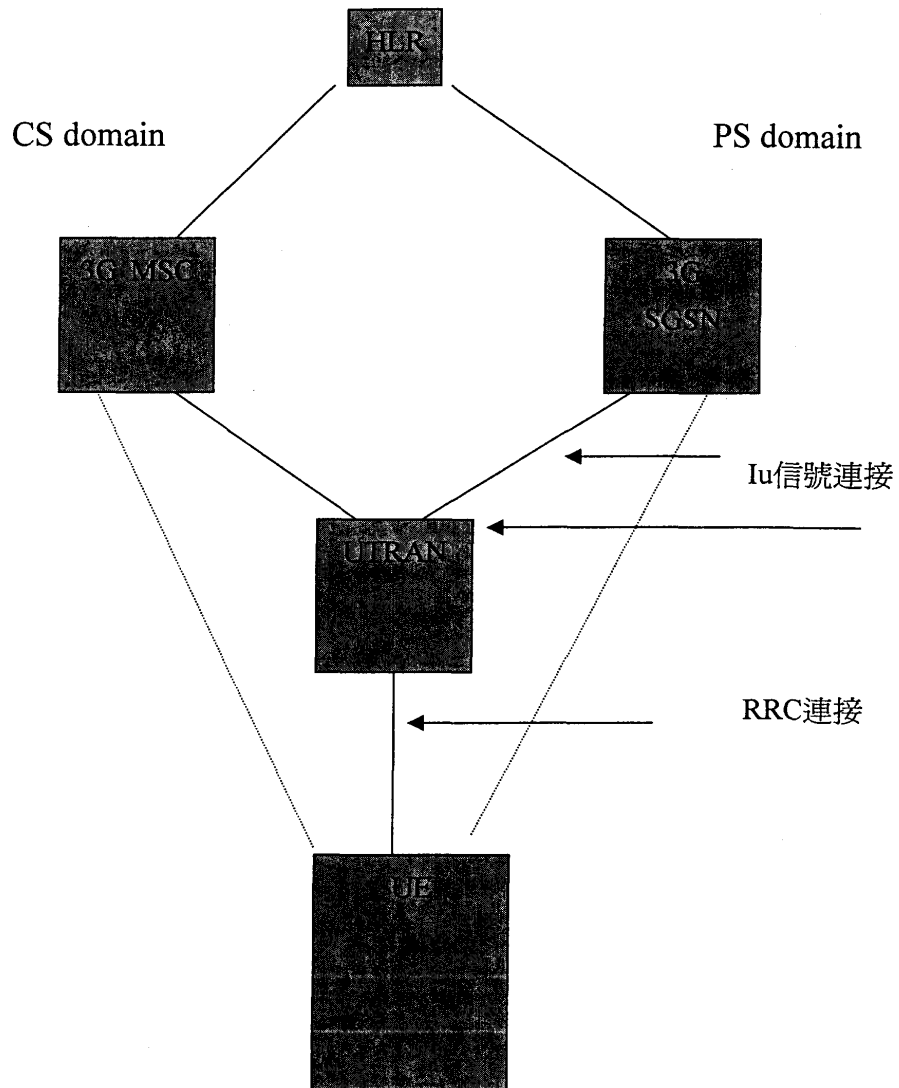 HLR
CS domain
PS domain
3G MSC
3G
SGSN
Iu信號連接
UTRAN
RRC連接
UE